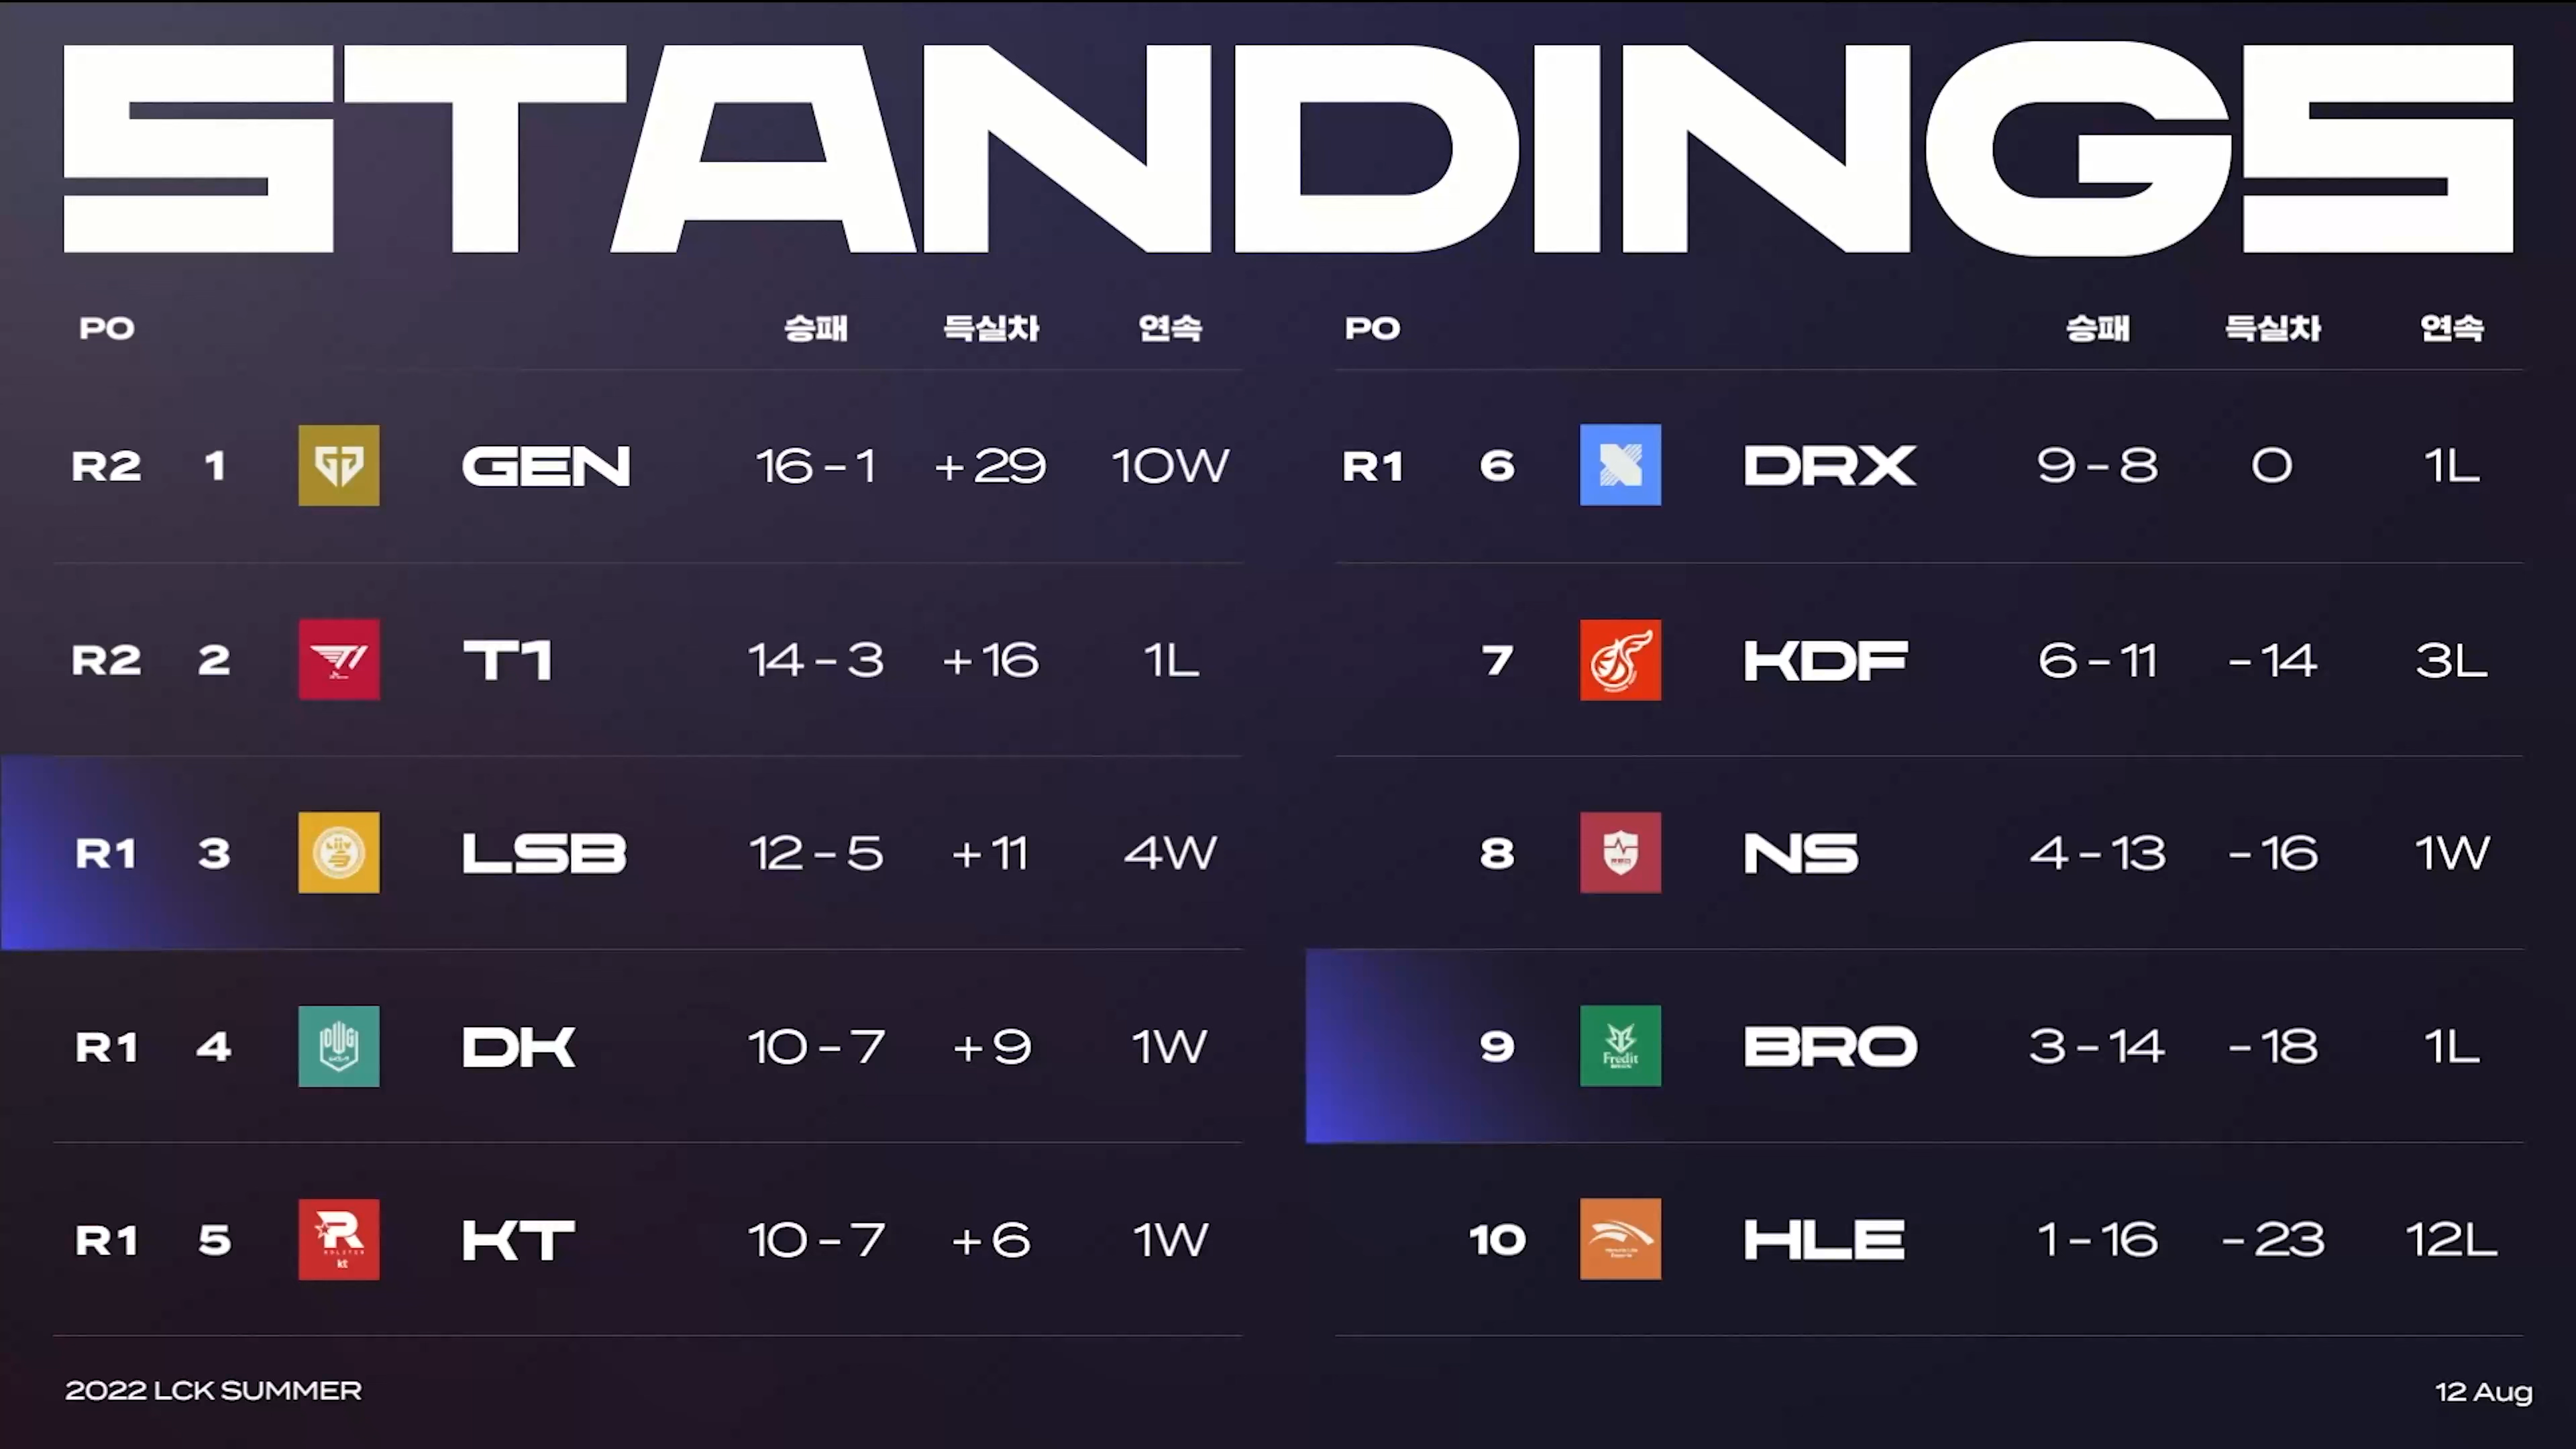 STANDINGS
PO 승패 득실차 연속
R2 1 GEN 16-1 +29 10W
R2 2 T1 14-3 +16 1L
R1 3 LSB 12-5 +11 4W
R1 4 DK 10-7 +9 1W
R1 5 KT 10-7 +6 1W
PO 승패 득실차 연속
R1 6 DRX 9-8 0 1L
7 KDF 6-11 -14 3L
8 NS 4-13 -16 1W
9 Fredit BRO 3-14 -18 1L
10 HLE 1-16 -23 12L
2022 LCK SUMMER
12 Aug